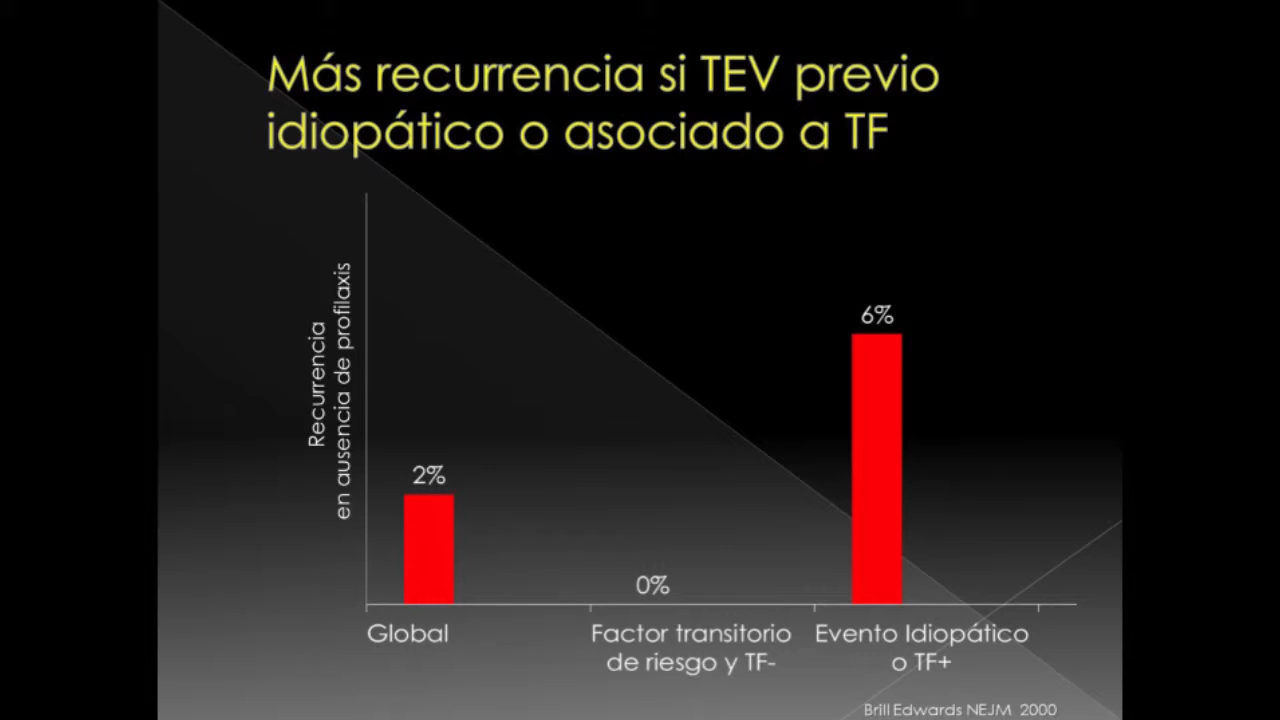 Más recurrencia si TEV previo
idiopático o asociado a TF
Recurrencia
en ausencia de profilaxis
2%
0%
6%
Global
Factor transitorio
de riesgo y TF-
Evento Idiopático
o TF+
Brill Edwards NEJM 2000